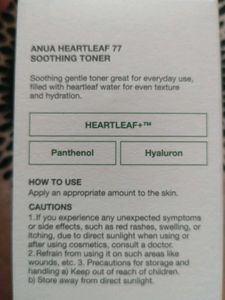 ANUA HEARTLEAF 77
SOOTHING TONER
Soothing gentle toner great for everyday use,
filled with heartleaf water for even texture
and hydration.
HEARTLEAF+™
Panthenol
Hyaluron
HOW TO USE
Apply an appropriate amount to the skin.
CAUTIONS
1.If you experience any unexpected symptoms
or side effects, such as red rashes, swelling, or
itching, due to direct sunlight when using or
after using cosmetics, consult a doctor.
2.Refrain from using it on such areas like
wounds, etc. 3. Precautions for storage and
handling a) Keep out of reach of children.
b) Store away from direct sunlight.